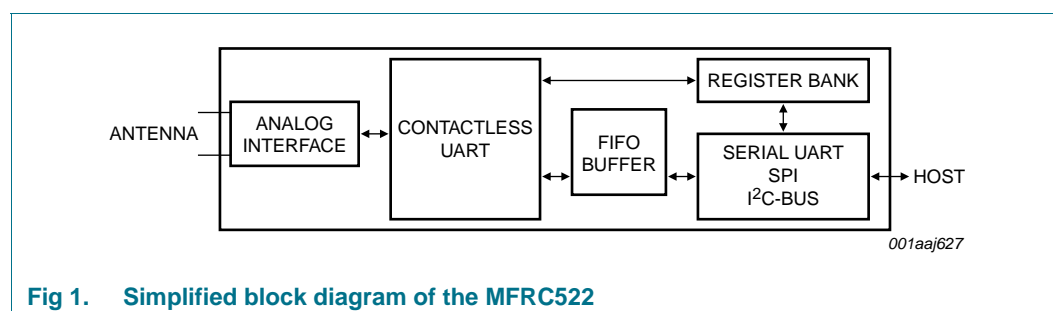 ANTENNA
ANALOG
INTERFACE
CONTACTLESS
UART
FIFO
BUFFER
REGISTER BANK
SERIAL UART
SPI
I²C-BUS
HOST
001aaj627
Fig 1. Simplified block diagram of the MFRC522